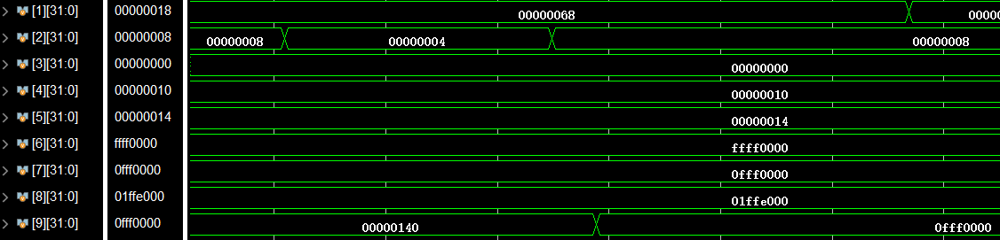 [1][31:0] 00000018 00000068 0000
[2][31:0] 00000008 00000008 00000004 00000008
[3][31:0] 00000000 00000000
[4][31:0] 00000010 00000010
[5][31:0] 00000014 00000014
[6][31:0] ffff0000 ffff0000
[7][31:0] 0fff0000 0fff0000
[8][31:0] 01ffe000 01ffe000
[9][31:0] 0fff0000 00000140 0fff0000